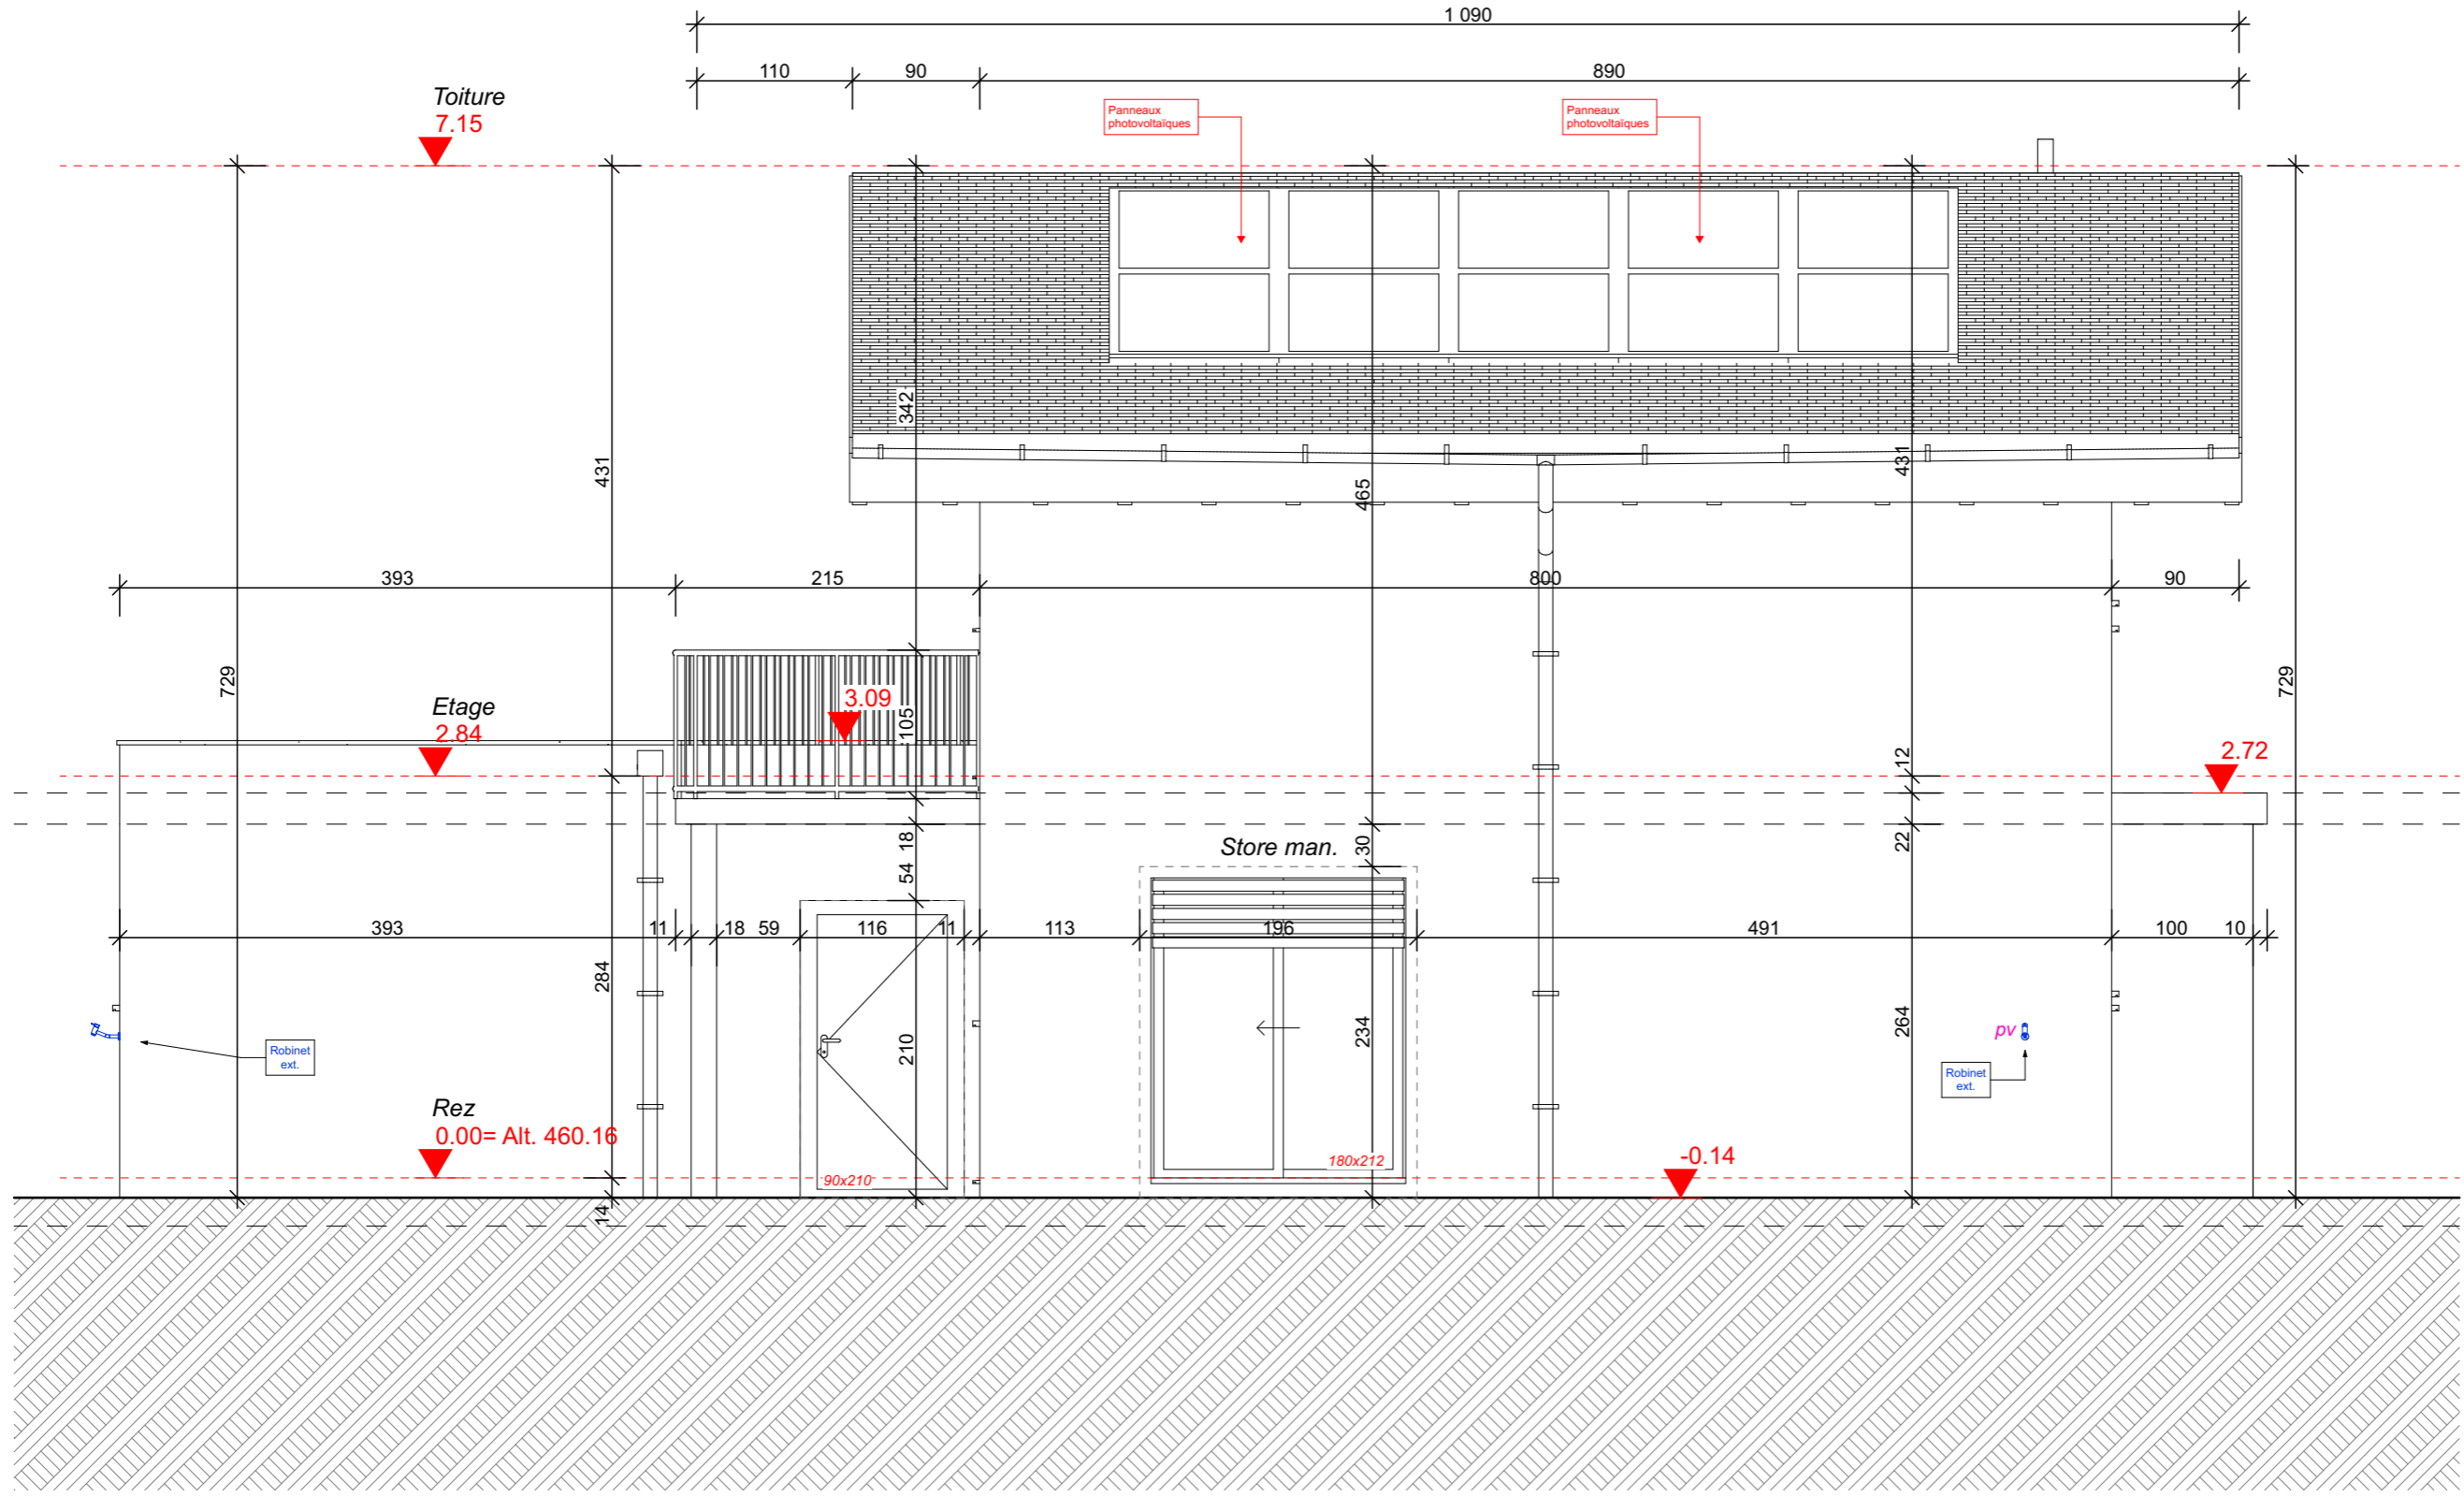 1 090
110
90
890
Toiture
7.15
Panneaux
photovoltaïques
Panneaux
photovoltaïques
342
431
465
431
393
215
800
90
729
729
Etage
2.84
3.09
105
12
2.72
18
54
Store man.
30
22
393
11
18
59
116
11
113
196
491
100
10
284
210
234
264
pv
Robinet
ext.
Robinet
ext.
Rez
0.00= Alt. 460.16
90x210
180x212
-0.14
14